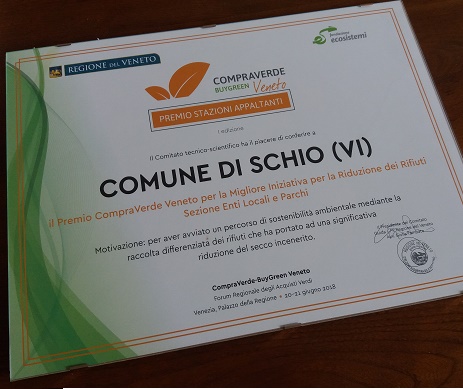 REGIONE DEL VENETO
fondazione
ecosistemi
COMPRAVERDE
BUYGREEN Veneto
PREMIO STAZIONI APPALTANTI
I edizione
Il Comitato tecnico-scientifico ha il piacere di conferire a
COMUNE DI SCHIO (VI)
il Premio CompraVerde Veneto per la Migliore Iniziativa per la Riduzione dei Rifiuti
Sezione Enti Locali e Parchi
Motivazione: per aver avviato un percorso di sostenibilità ambientale mediante la
raccolta differenziata dei rifiuti che ha portato ad una significativa
riduzione del secco incenerito.
CompraVerde-BuyGreen Veneto
Forum Regionale degli Acquisti Verdi
Venezia, Palazzo della Regione • 20-21 giugno 2018